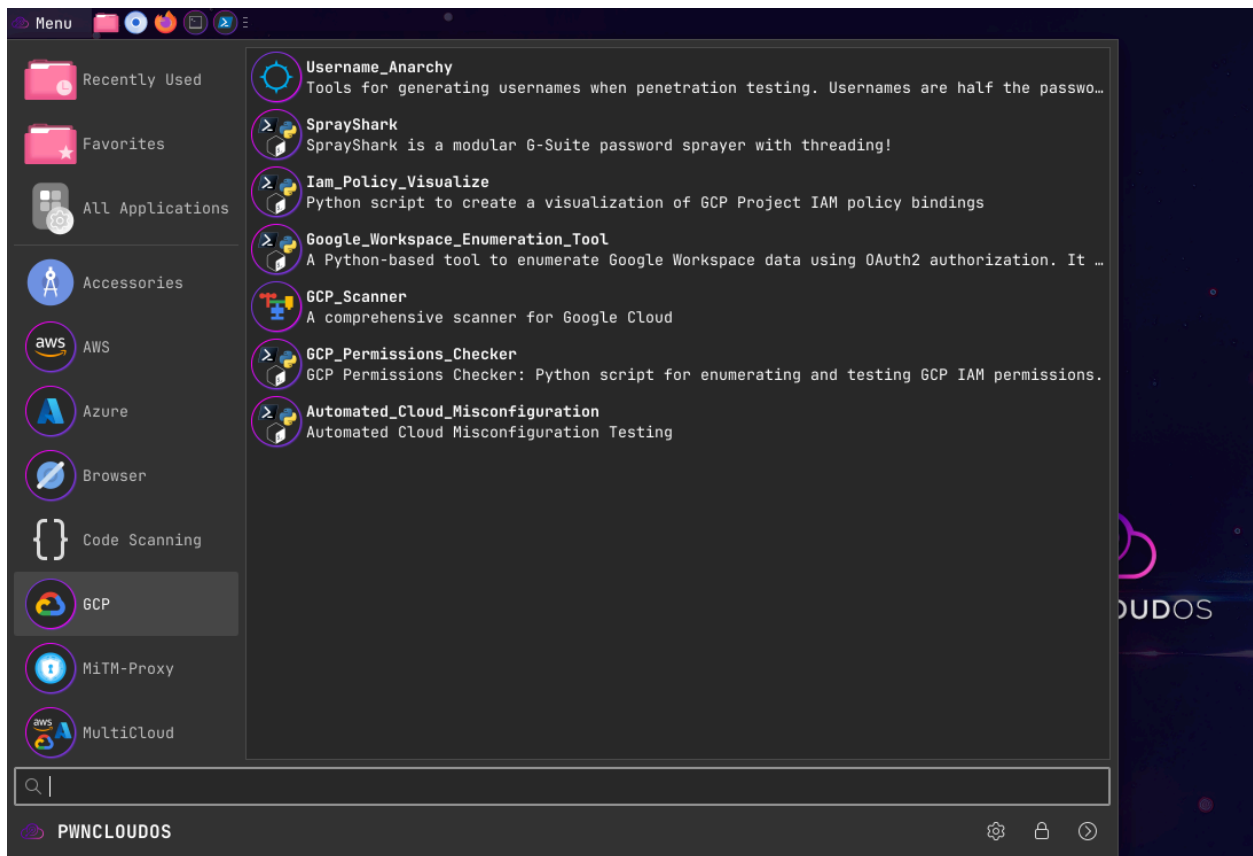 Menu
Recently Used
Favorites
All Applications
Accessories
aws AWS
Azure
Browser
Code Scanning
GCP
MiTM-Proxy
aws MultiCloud
Username_Anarchy
Tools for generating usernames when penetration testing. Usernames are half the passwo…
SprayShark
SprayShark is a modular G-Suite password sprayer with threading!
Iam_Policy_Visualize
Python script to create a visualization of GCP Project IAM policy bindings
Google_Workspace_Enumeration_Tool
A Python-based tool to enumerate Google Workspace data using OAuth2 authorization. It …
GCP_Scanner
A comprehensive scanner for Google Cloud
GCP_Permissions_Checker
GCP Permissions Checker: Python script for enumerating and testing GCP IAM permissions.
Automated_Cloud_Misconfiguration
Automated Cloud Misconfiguration Testing
OUDOS
PWNCLOUDOS